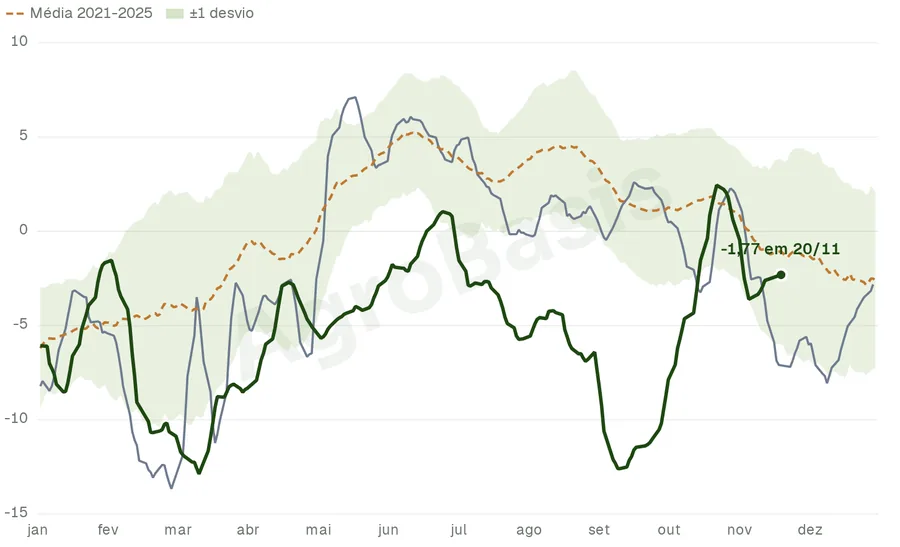 Média 2021-2025 ±1 desvio
10
5
0
-5
-10
-15
-1,77 em 20/11
AgroBasis
jan fev mar abr mai jun jul ago set out nov dez